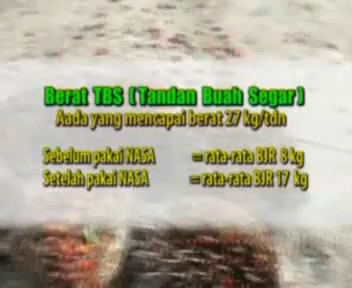 Berat TBS (Tandan Buah Segar)
Aada yang mencapai berat 27 kg/tdn
Sebelum pakai NASA = rata-rata BJR 8 kg
Setelah pakai NASA = rata-rata BJR 17 kg